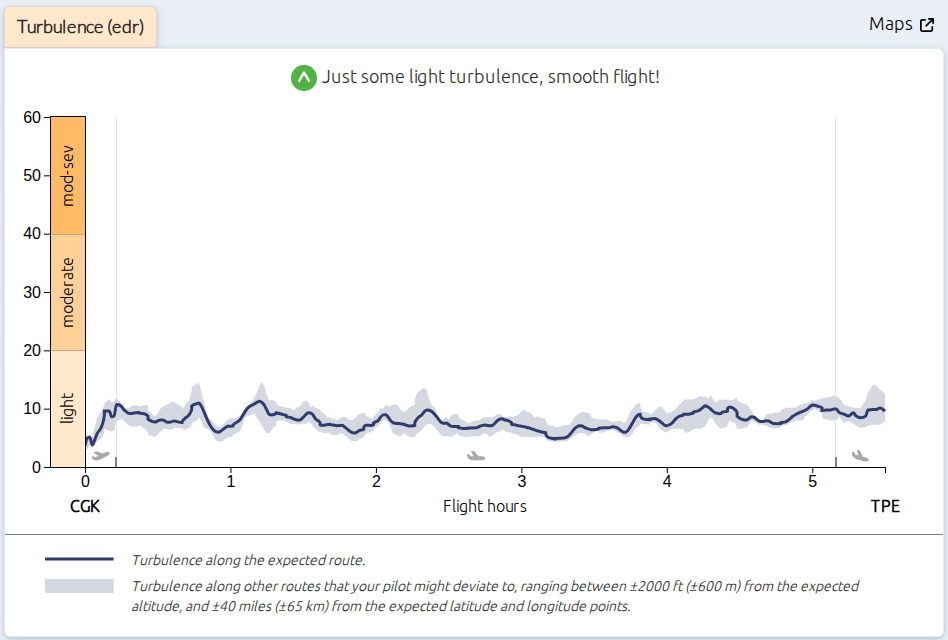 Turbulence (edr)
Maps
Just some light turbulence, smooth flight!
60
50
40
30
20
10
0
mod-sev
moderate
light
0 1 2 3 4 5
CGK Flight hours TPE
Turbulence along the expected route.
Turbulence along other routes that your pilot might deviate to, ranging between ±2000 ft (±600 m) from the expected
altitude, and ±40 miles (±65 km) from the expected latitude and longitude points.